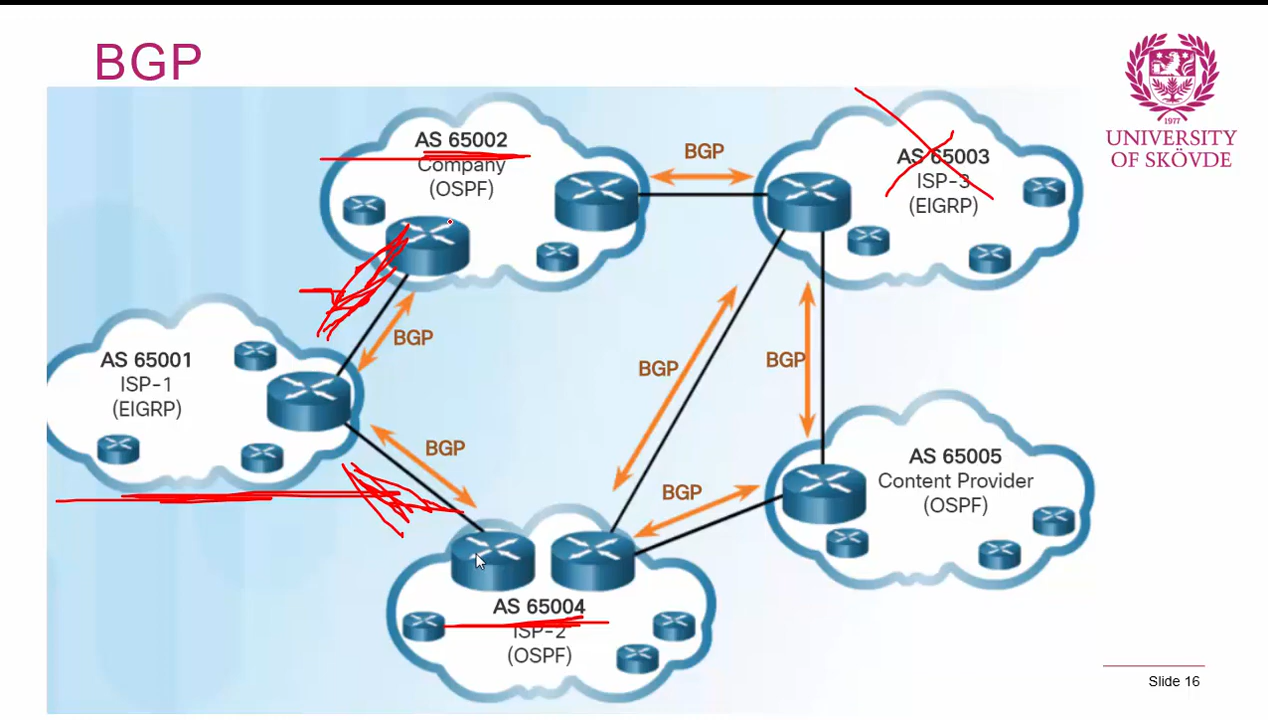 BGP
1977
UNIVERSITY
OF SKÖVDE
AS 65002
Company
(OSPF)
BGP
AS 65003
ISP-3
(EIGRP)
AS 65001
ISP-1
(EIGRP)
BGP
BGP
BGP
BGP
BGP
AS 65005
Content Provider
(OSPF)
AS 65004
ISP-2
(OSPF)
Slide 16